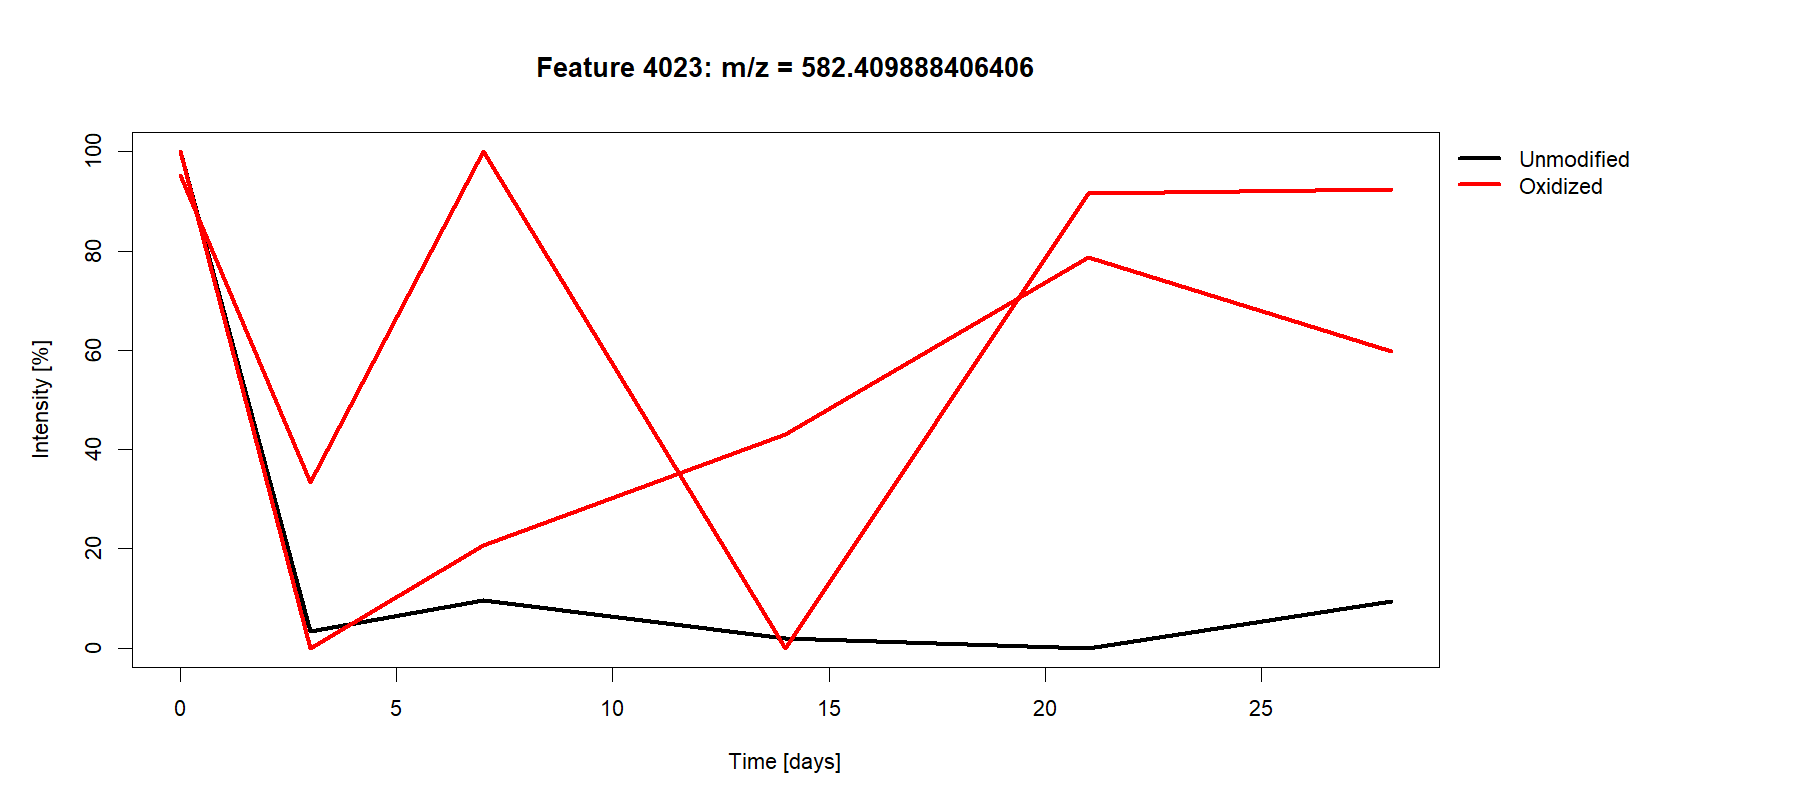 Feature 4023: m/z = 582.409888406406
Unmodified
Oxidized
Intensity [%]
100
80
60
40
20
0
0 5 10 15 20 25
Time [days]